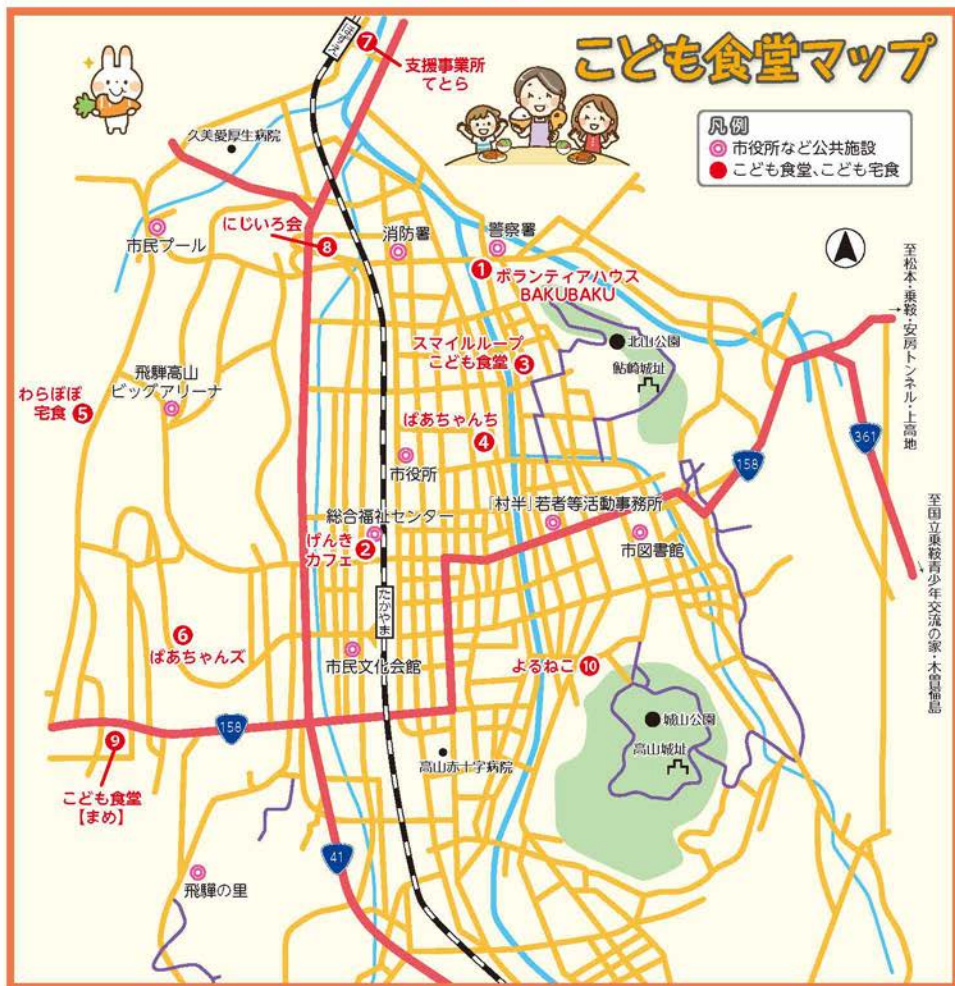 こども食堂マップ
凡例
市役所など公共施設
こども食堂、こども宅食
ほずえ
7
支援事業所
てとら
久美愛厚生病院
市民プール
にじいろ会
8
消防署
警察署
1
ボランティアハウス
BAKUBAKU
スマイルループ
こども食堂
3
北山公園
鮎崎城址
至松本・乗鞍・安房トンネル・上高地
飛騨高山
ビッグアリーナ
わらぽぽ
宅食
5
ばあちゃんち
4
市役所
158
361
「村半」若者等活動事務所
総合福祉センター
げんき
カフェ
2
市図書館
至国立乗鞍青少年交流の家・木曽福島
たかやま
6
ばあちゃんズ
市民文化会館
よるねこ
10
158
城山公園
高山城址
9
こども食堂
【まめ】
高山赤十字病院
41
飛騨の里